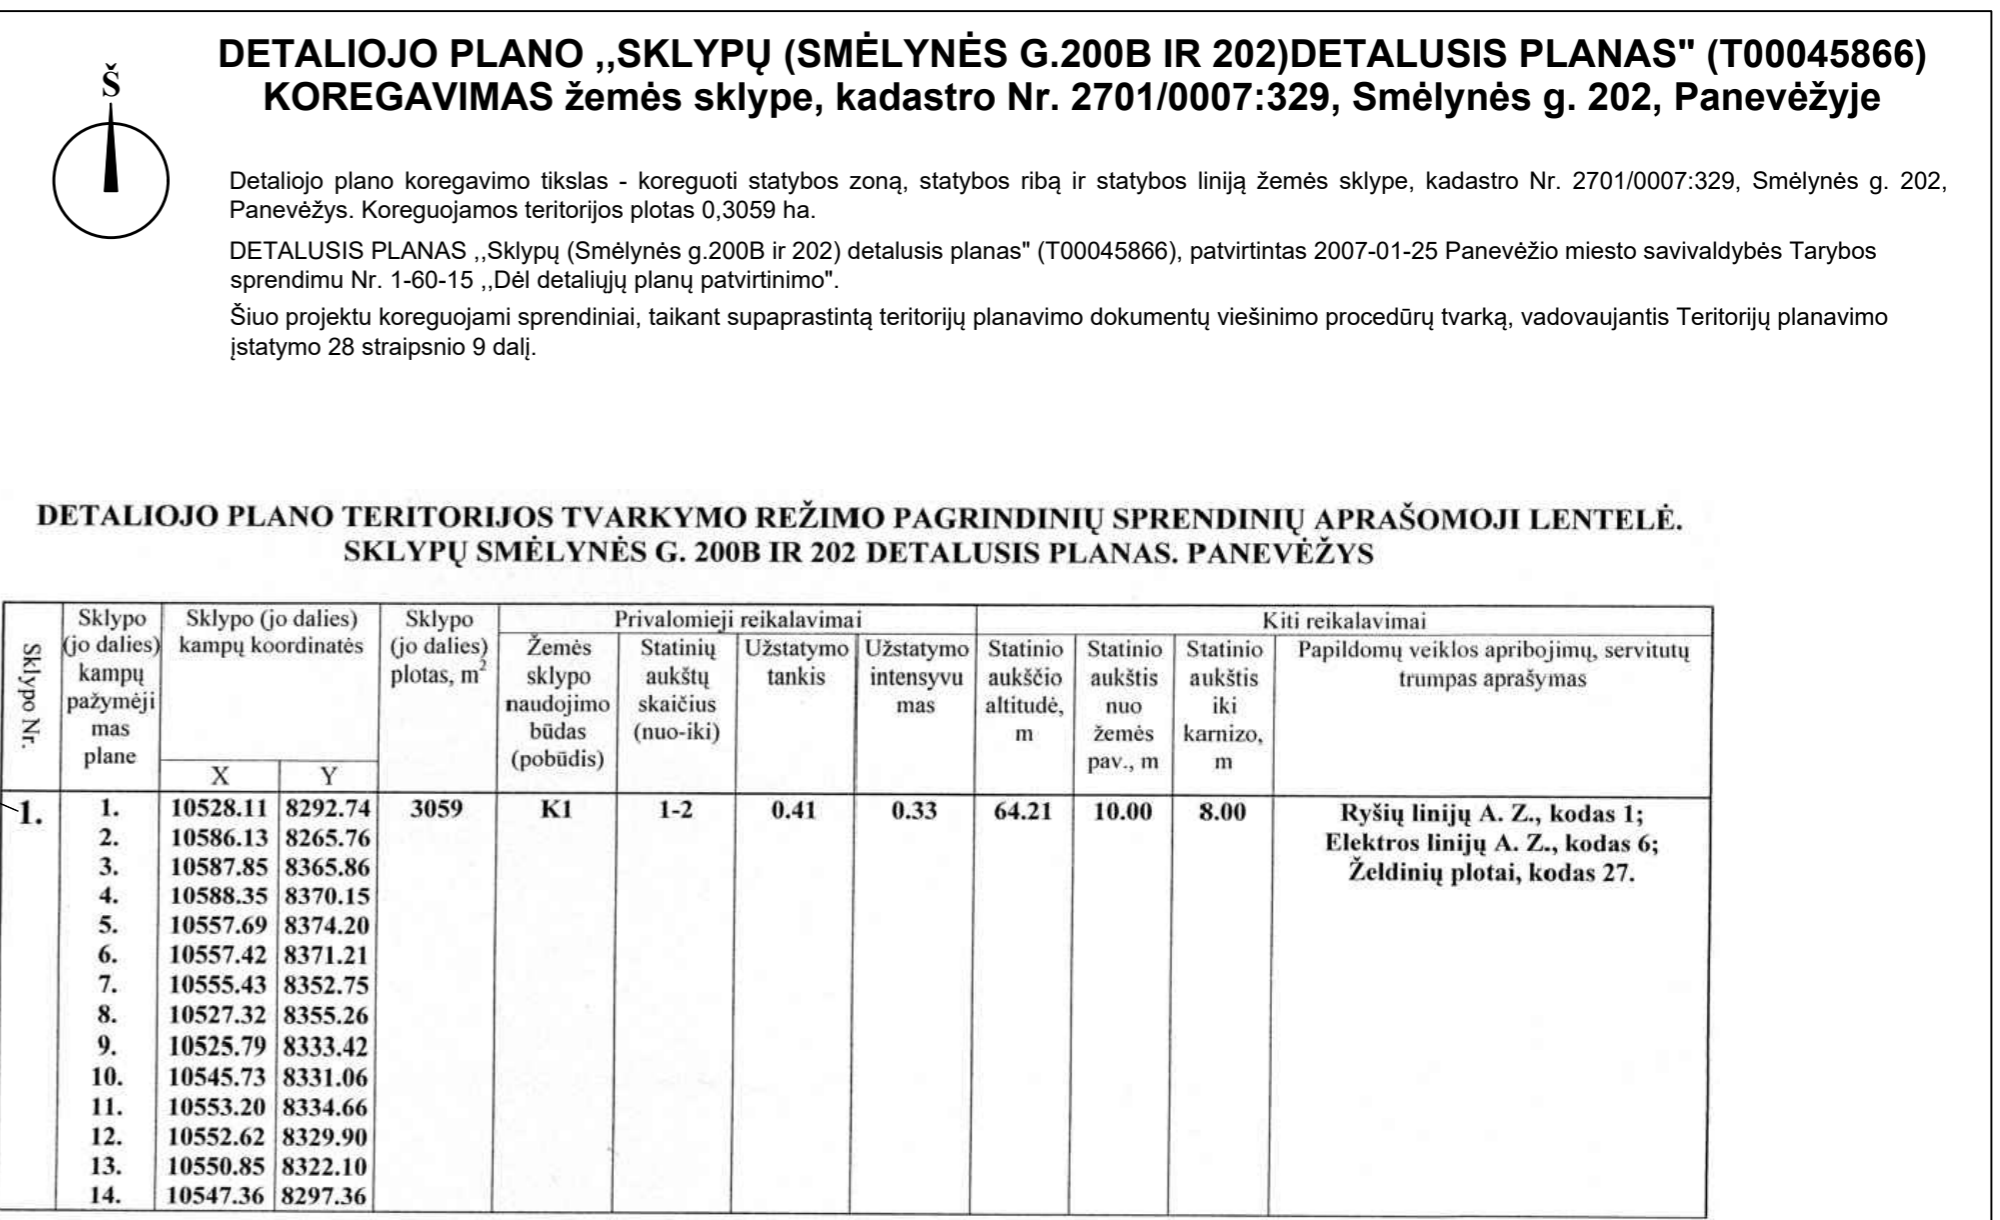 Š
DETALIOJO PLANO ,,SKLYPŲ (SMĖLYNĖS G.200B IR 202)DETALUSIS PLANAS" (T00045866)
KOREGAVIMAS žemės sklype, kadastro Nr. 2701/0007:329, Smėlynės g. 202, Panevėžyje
Detaliojo plano koregavimo tikslas - koreguoti statybos zoną, statybos ribą ir statybos liniją žemės sklype, kadastro Nr. 2701/0007:329, Smėlynės g. 202,
Panevėžys. Koreguojamos teritorijos plotas 0,3059 ha.
DETALUSIS PLANAS ,,Sklypų (Smėlynės g.200B ir 202) detalusis planas" (T00045866), patvirtintas 2007-01-25 Panevėžio miesto savivaldybės Tarybos
sprendimu Nr. 1-60-15 ,,Dėl detaliųjų planų patvirtinimo".
Šiuo projektu koreguojami sprendiniai, taikant supaprastintą teritorijų planavimo dokumentų viešinimo procedūrų tvarką, vadovaujantis Teritorijų planavimo
įstatymo 28 straipsnio 9 dalį.
DETALIOJO PLANO TERITORIJOS TVARKYMO REŽIMO PAGRINDINIŲ SPRENDINIŲ APRAŠOMOJI LENTELĖ.
SKLYPŲ SMĖLYNĖS G. 200B IR 202 DETALUSIS PLANAS. PANEVĖŽYS
Sklypo Nr.
Sklypo
(jo dalies)
kampų
pažymėji
mas
plane
Sklypo (jo dalies)
kampų koordinatės
X Y
Sklypo
(jo dalies)
plotas, m²
Privalomieji reikalavimai
Žemės
sklypo
naudojimo
būdas
(pobūdis)
Statinių
aukštų
skaičius
(nuo-iki)
Užstatymo
tankis
Užstatymo
intensyvu
mas
Kiti reikalavimai
Statinio
aukščio
altitudė,
m
Statinio
aukštis
nuo
žemės
pav., m
Statinio
aukštis
iki
karnizo,
m
Papildomų veiklos apribojimų, servitutų
trumpas aprašymas
1. 1. 10528.11 8292.74 3059 K1 1-2 0.41 0.33 64.21 10.00 8.00 Ryšių linijų A. Z., kodas 1;
2. 10586.13 8265.76 Elektros linijų A. Z., kodas 6;
3. 10587.85 8365.86 Želdinių plotai, kodas 27.
4. 10588.35 8370.15
5. 10557.69 8374.20
6. 10557.42 8371.21
7. 10555.43 8352.75
8. 10527.32 8355.26
9. 10525.79 8333.42
10. 10545.73 8331.06
11. 10553.20 8334.66
12. 10552.62 8329.90
13. 10550.85 8322.10
14. 10547.36 8297.36